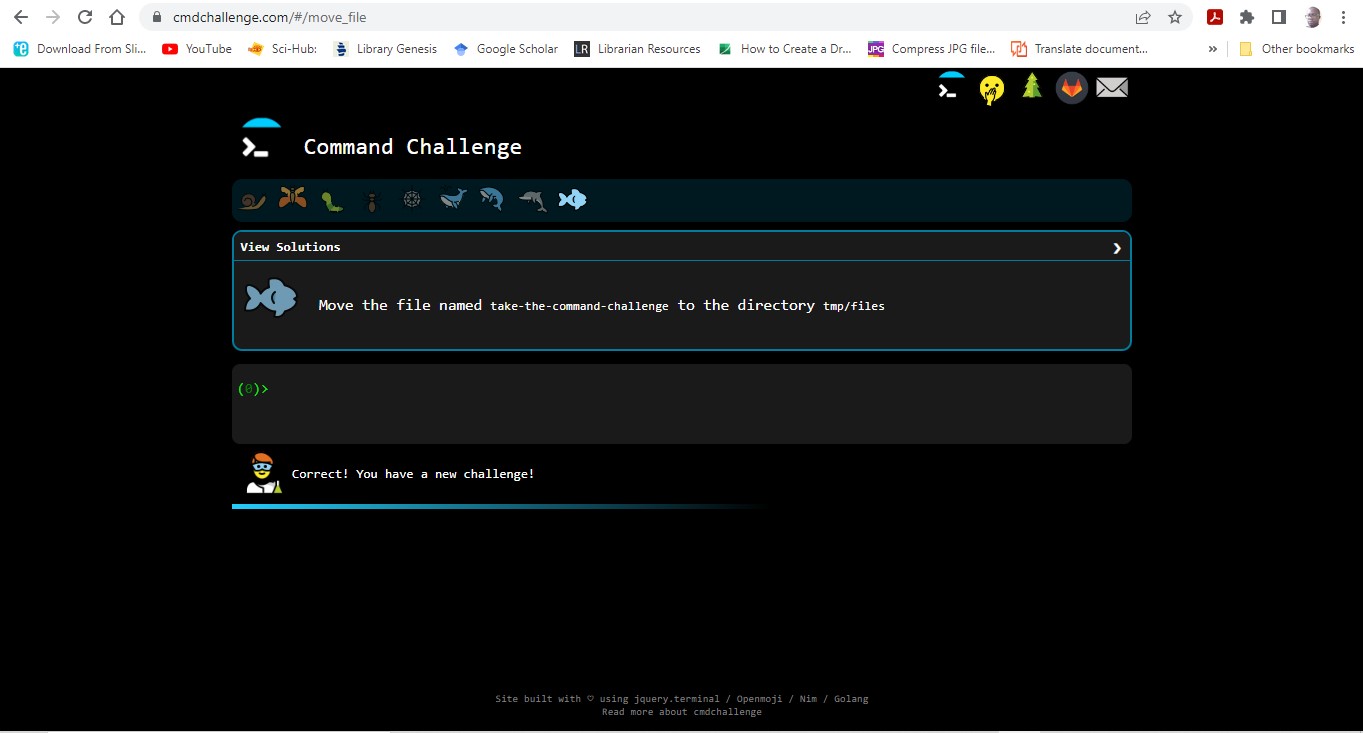 cmdchallenge.com/#/move_file
Download From Sli... YouTube Sci-Hub: Library Genesis Google Scholar LR Librarian Resources How to Create a Dr... JPG Compress JPG file... Translate document... » Other bookmarks
Command Challenge
View Solutions
Move the file named take-the-command-challenge to the directory tmp/files
(0)>
Correct! You have a new challenge!
Site built with ♡ using jquery.terminal / Openmoji / Nim / Golang
Read more about cmdchallenge